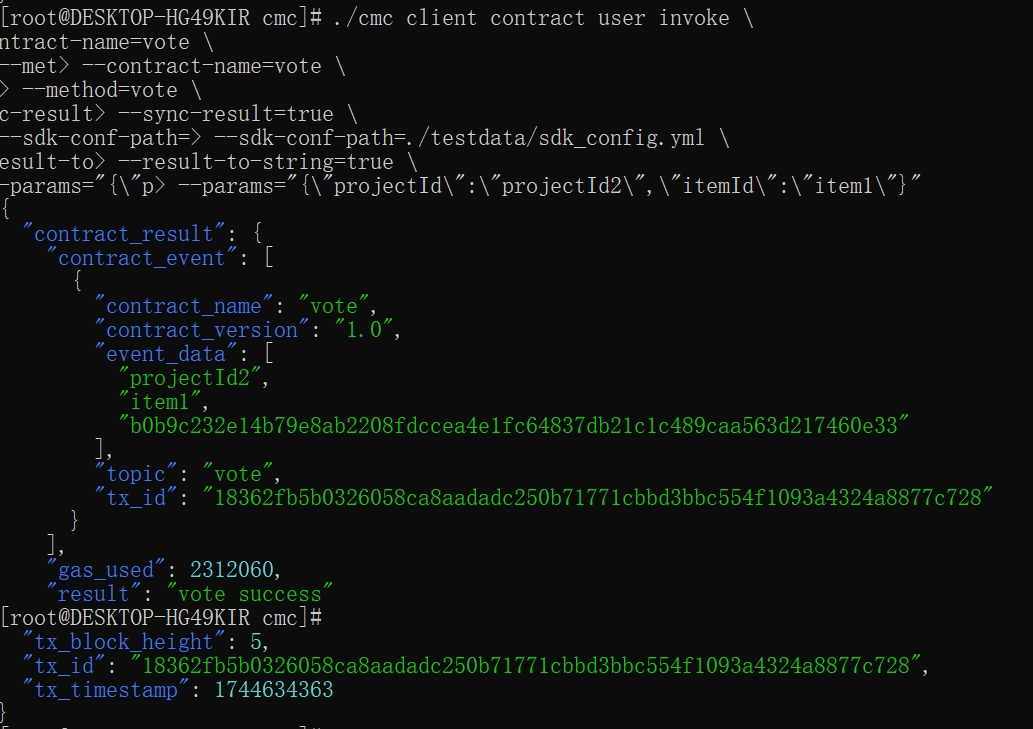 [root@DESKTOP-HG49KIR cmc]# ./cmc client contract user invoke \
ntract-name=vote \
--met> --contract-name=vote \
> --method=vote \
c-result> --sync-result=true \
--sdk-conf-path=> --sdk-conf-path=./testdata/sdk_config.yml \
esult-to> --result-to-string=true \
-params="{\"p> --params="{\"projectId\":\"projectId2\",\"itemId\":\"item1\"}"
{
  "contract_result": {
    "contract_event": [
      {
        "contract_name": "vote",
        "contract_version": "1.0",
        "event_data": [
          "projectId2",
          "item1",
          "b0b9c232e14b79e8ab2208fdccea4e1fc64837db21c1c489caa563d217460e33"
        ],
        "topic": "vote",
        "tx_id": "18362fb5b0326058ca8aadadc250b71771cbbd3bbc554f1093a4324a8877c728"
      }
    ],
    "gas_used": 2312060,
    "result": "vote success"
[root@DESKTOP-HG49KIR cmc]#
  "tx_block_height": 5,
  "tx_id": "18362fb5b0326058ca8aadadc250b71771cbbd3bbc554f1093a4324a8877c728",
  "tx_timestamp": 1744634363
}